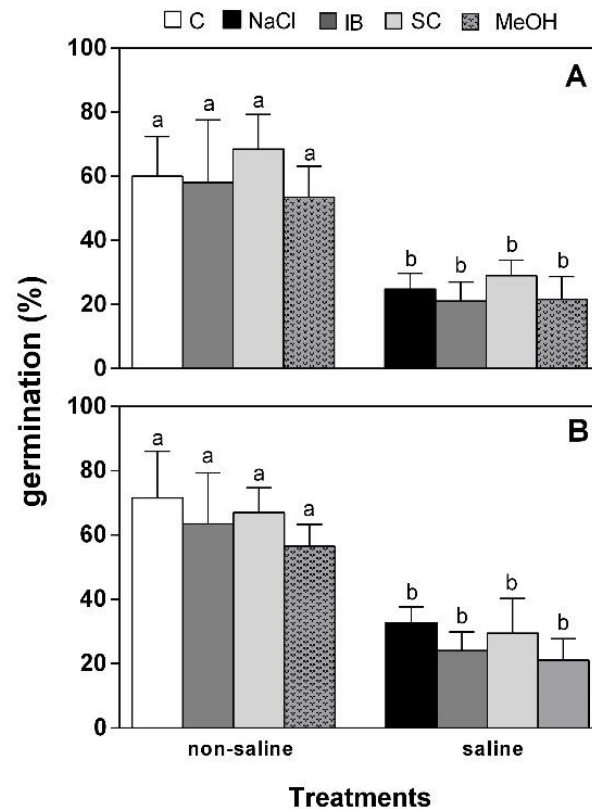 C NaCl IB SC MeOH
100
A
a
a a a
80
60
40
b b b b
20
0
100
B
a a a a
80
60
40
b b b b
20
0
germination (%)
non-saline saline
Treatments